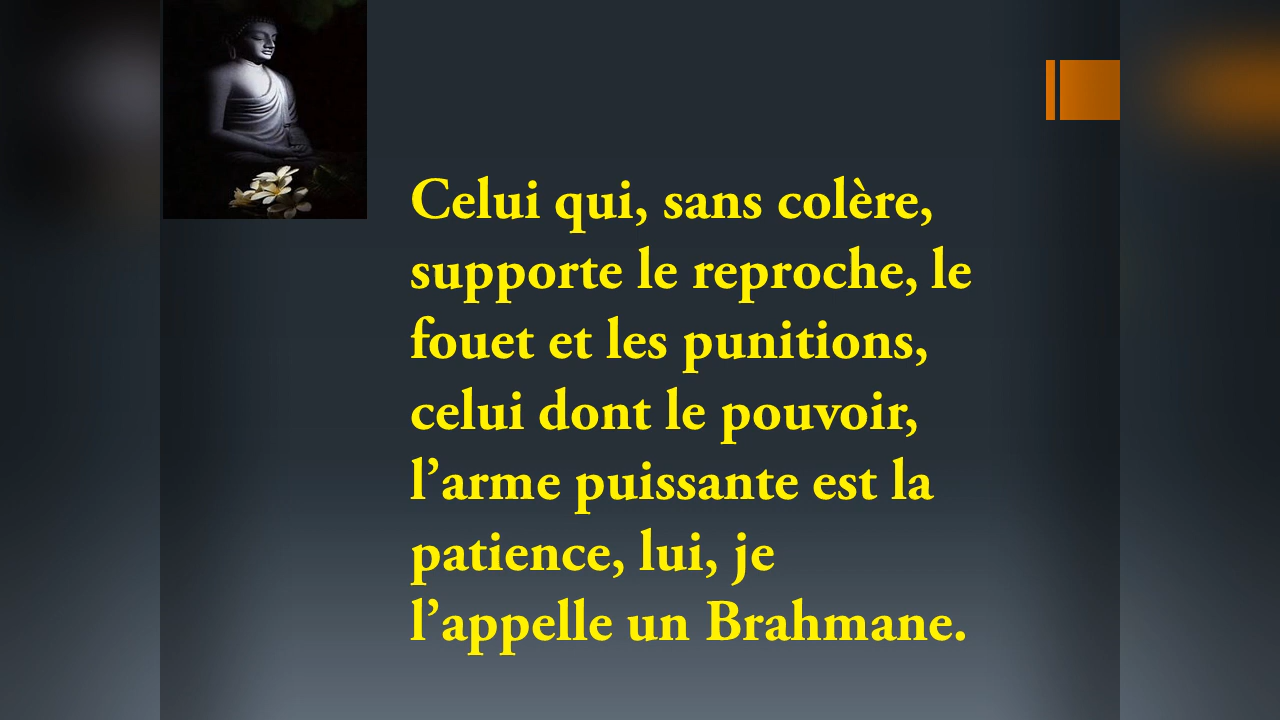 Celui qui, sans colère,
supporte le reproche, le
fouet et les punitions,
celui dont le pouvoir,
l’arme puissante est la
patience, lui, je
l’appelle un Brahmane.